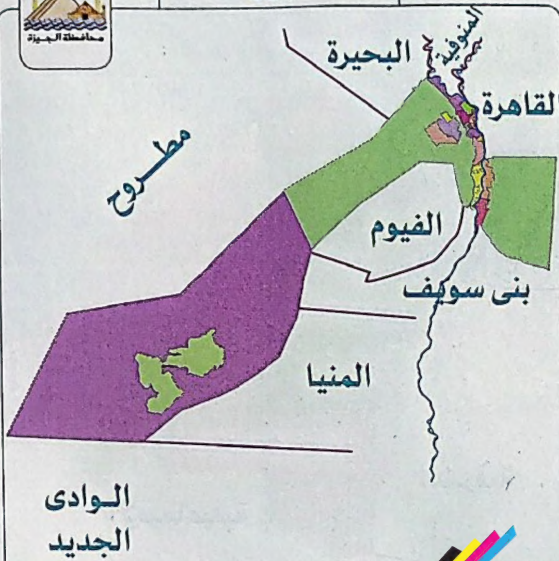 محافظة الجيزة
المنوفية
البحيرة
القاهرة
مطروح
الفيوم
بنى سويف
المنيا
الوادى
الجديد